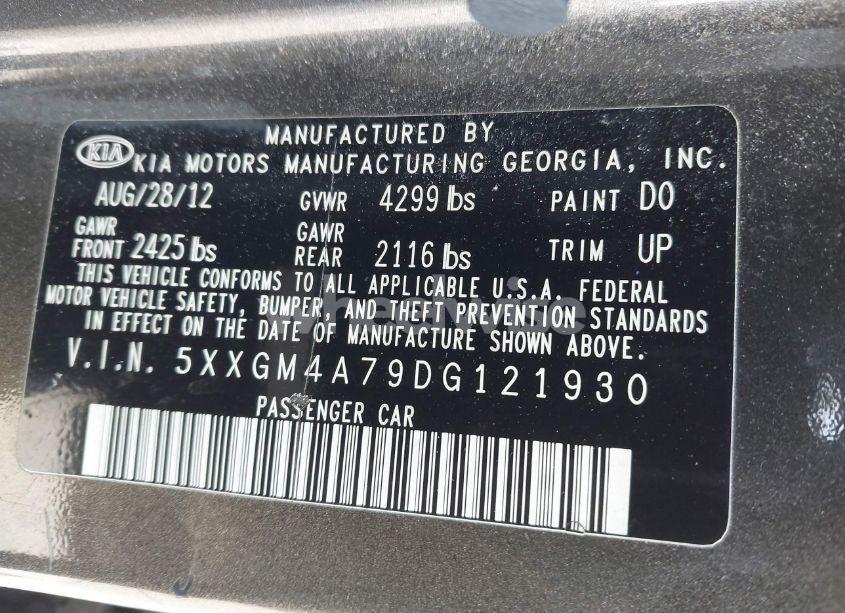 MANUFACTURED BY
KIA KIA MOTORS MANUFACTURING GEORGIA, INC.
AUG/28/12 GVWR 4299 lbs PAINT D0
GAWR FRONT 2425 lbs GAWR REAR 2116 lbs TRIM UP
THIS VEHICLE CONFORMS TO ALL APPLICABLE U.S.A. FEDERAL
MOTOR VEHICLE SAFETY, BUMPER, AND THEFT PREVENTION STANDARDS
IN EFFECT ON THE DATE OF MANUFACTURE SHOWN ABOVE.
V.I.N. 5XXGM4A79DG121930
PASSENGER CAR